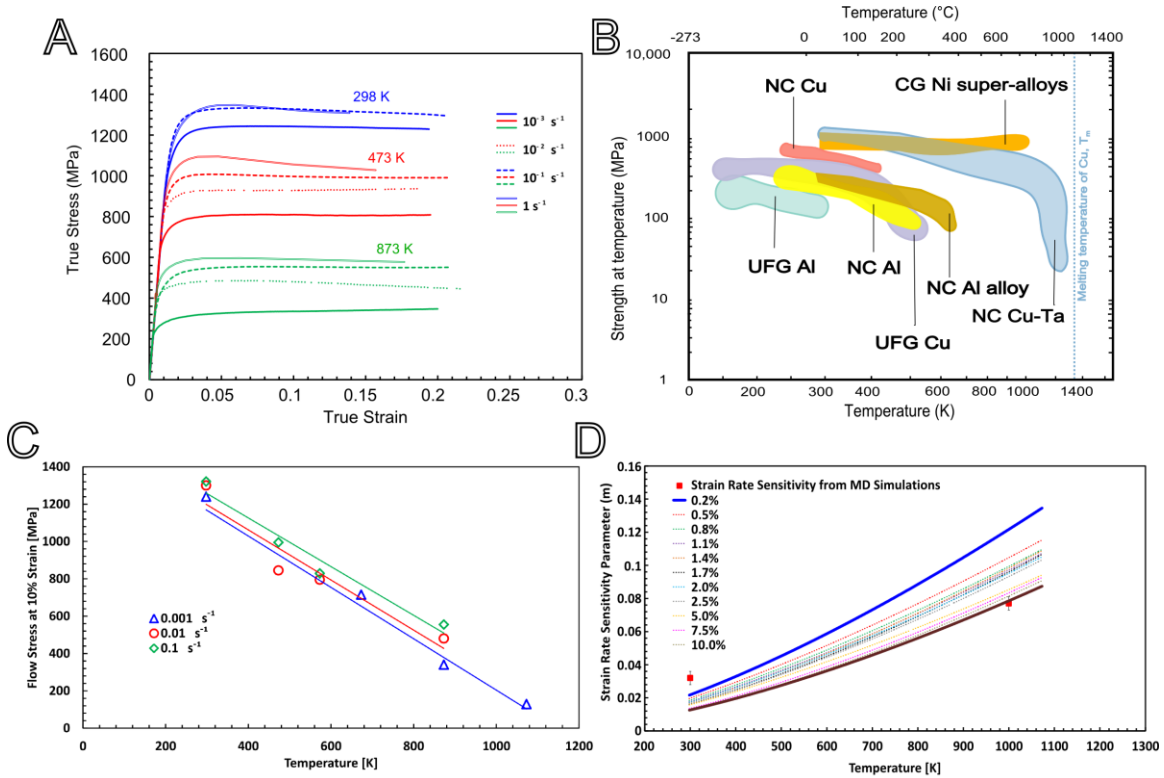 A
True Stress (MPa)
1600
1400
1200
1000
800
600
400
200
0
298 K
473 K
873 K
10⁻³ s⁻¹
10⁻² s⁻¹
10⁻¹ s⁻¹
1 s⁻¹
0 0.05 0.1 0.15 0.2 0.25 0.3
True Strain
B
Temperature (°C)
-273 0 100 200 400 600 1000 1400
Strength at temperature (MPa)
10,000
1000
100
10
1
NC Cu
CG Ni super-alloys
UFG Al
NC Al
NC Al alloy
NC Cu-Ta
UFG Cu
Melting temperature of Cu, Tₘ
0 200 300 400 600 1000 1400
Temperature (K)
C
Flow Stress at 10% Strain [MPa]
1400
1200
1000
800
600
400
200
0
0.001 s⁻¹
0.01 s⁻¹
0.1 s⁻¹
0 200 400 600 800 1000 1200
Temperature [K]
D
Strain Rate Sensitivity Parameter (m)
0.16
0.14
0.12
0.1
0.08
0.06
0.04
0.02
0
Strain Rate Sensitivity from MD Simulations
0.2%
0.5%
0.8%
1.1%
1.4%
1.7%
2.0%
2.5%
5.0%
7.5%
10.0%
200 300 400 500 600 700 800 900 1000 1100 1200 1300
Temperature [K]